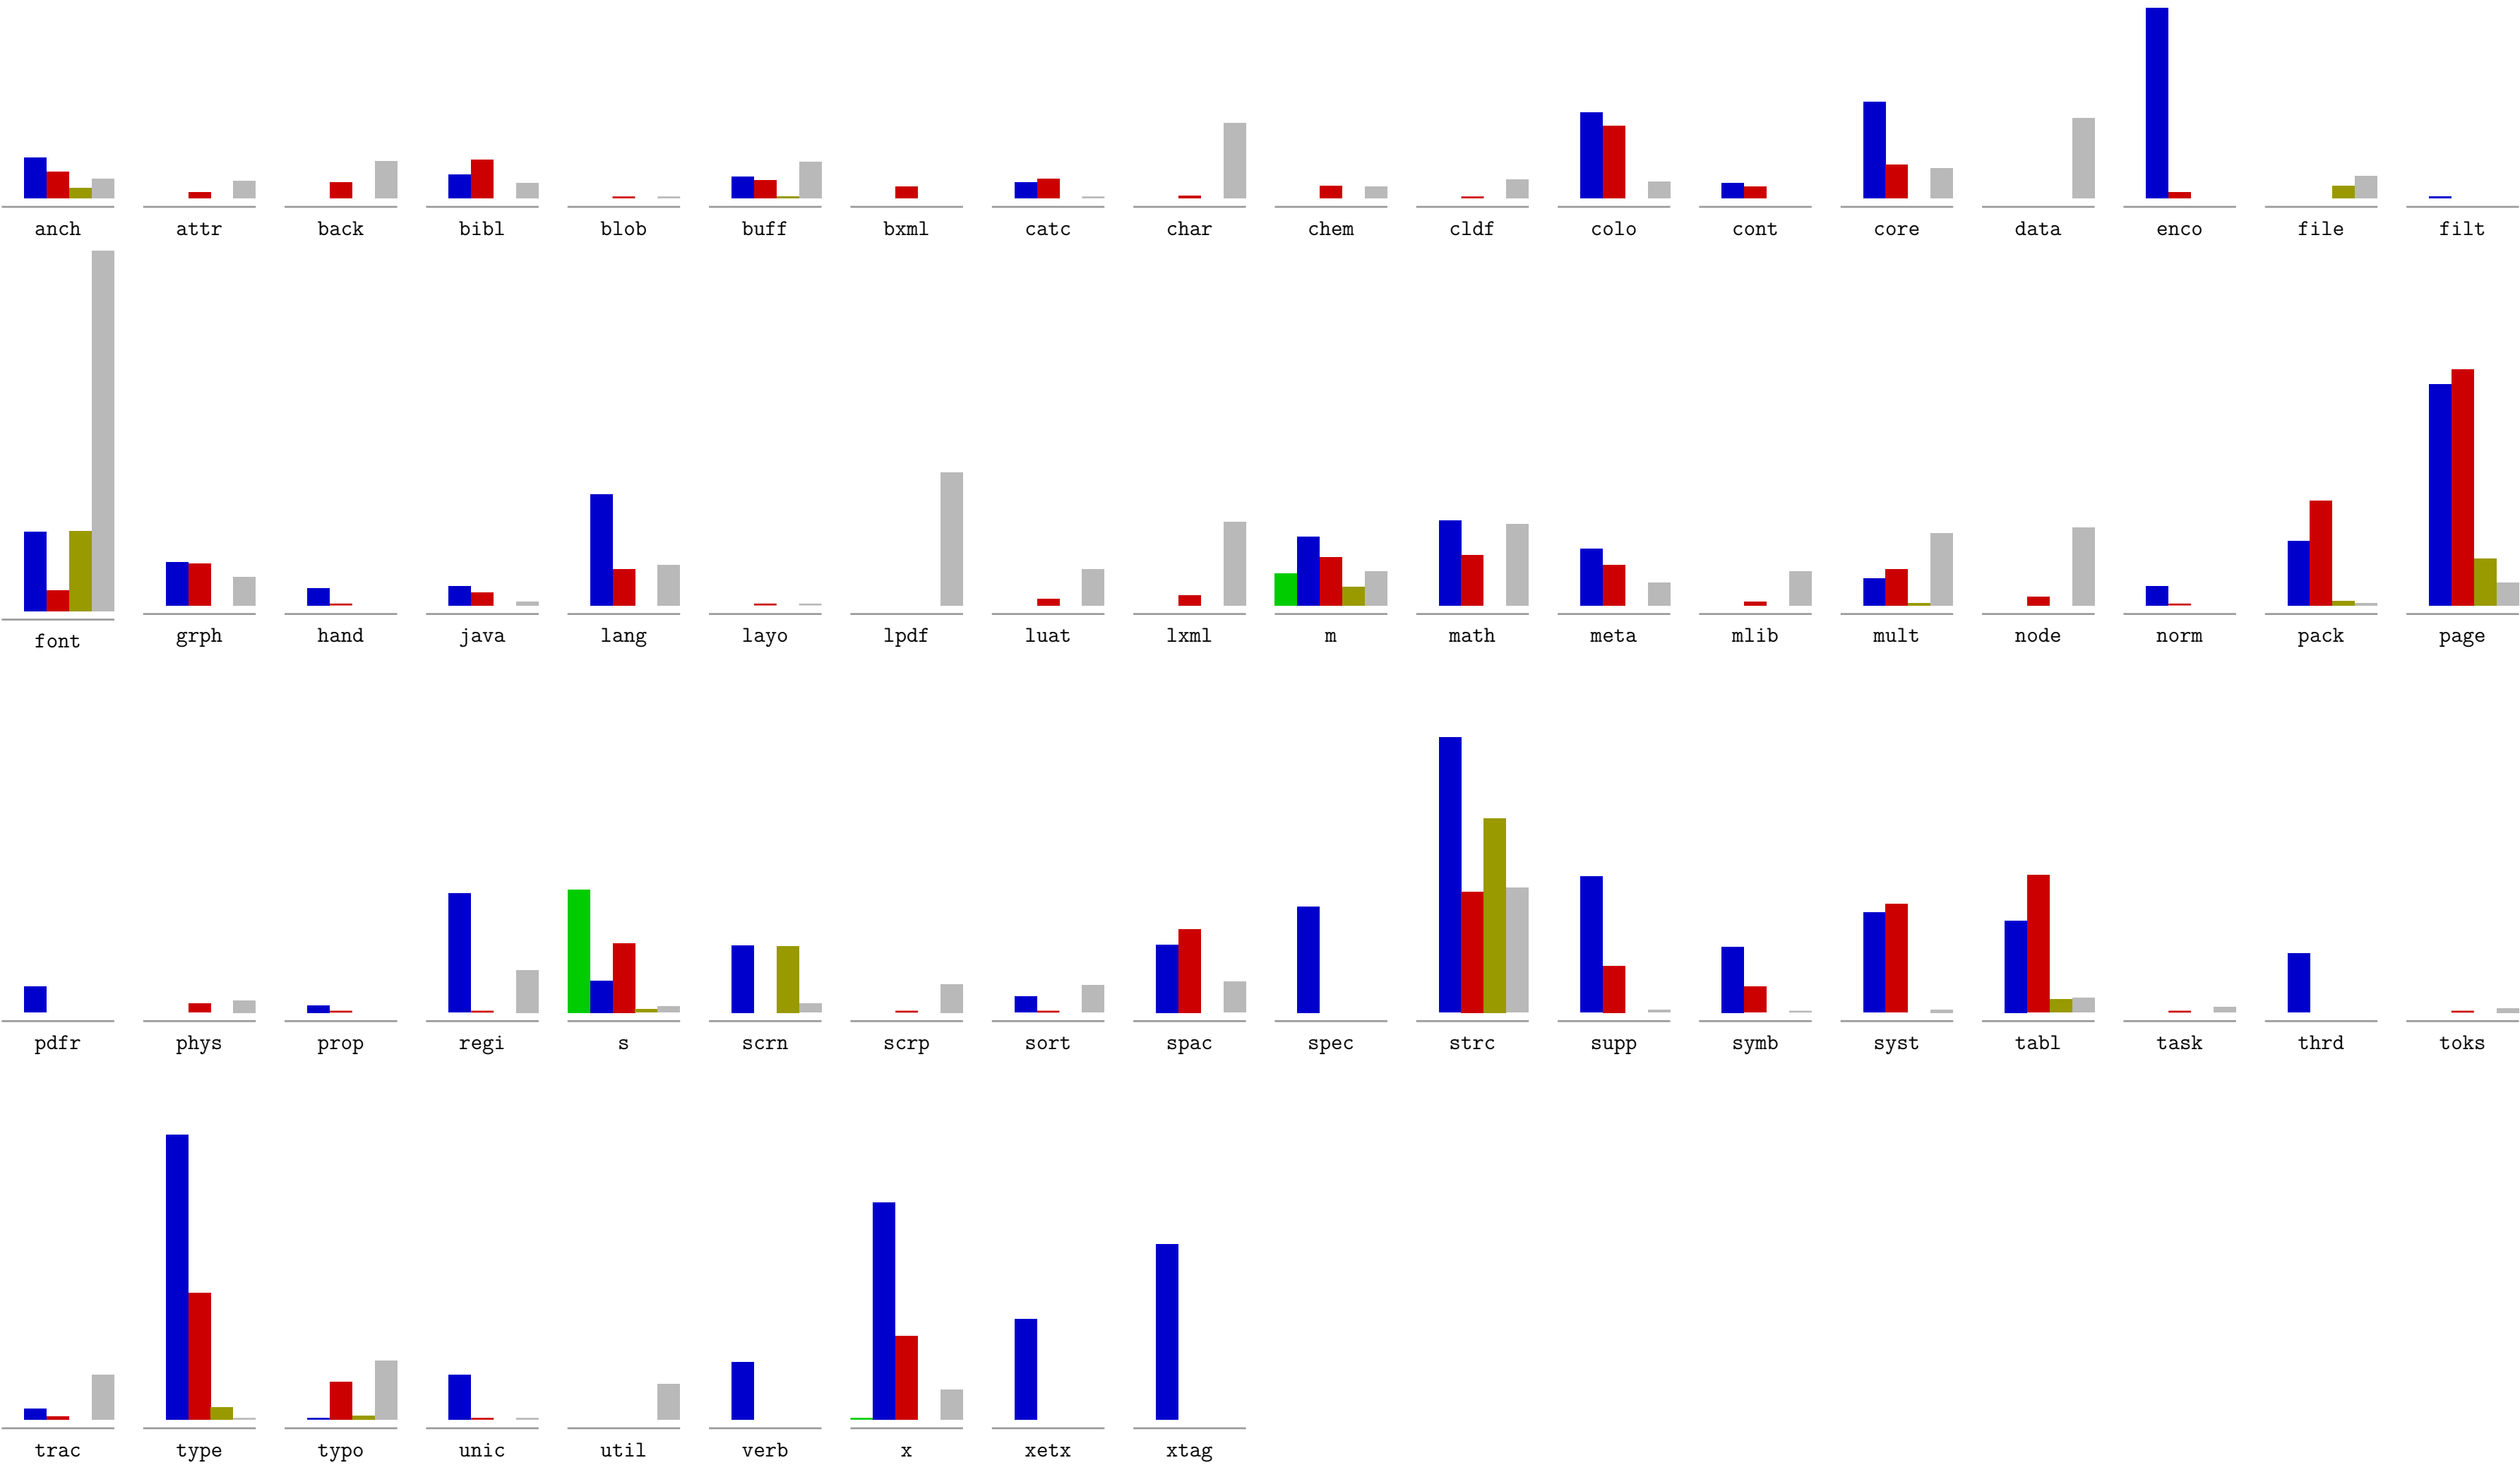 anch attr back bibl blob buff bxml catc char chem cldf colo cont core data enco file filt
font grph hand java lang layo lpdf luat lxml m math meta mlib mult node norm pack page
pdfr phys prop regi s scrn scrp sort spac spec strc supp symb syst tabl task thrd toks
trac type typo unic util verb x xetx xtag